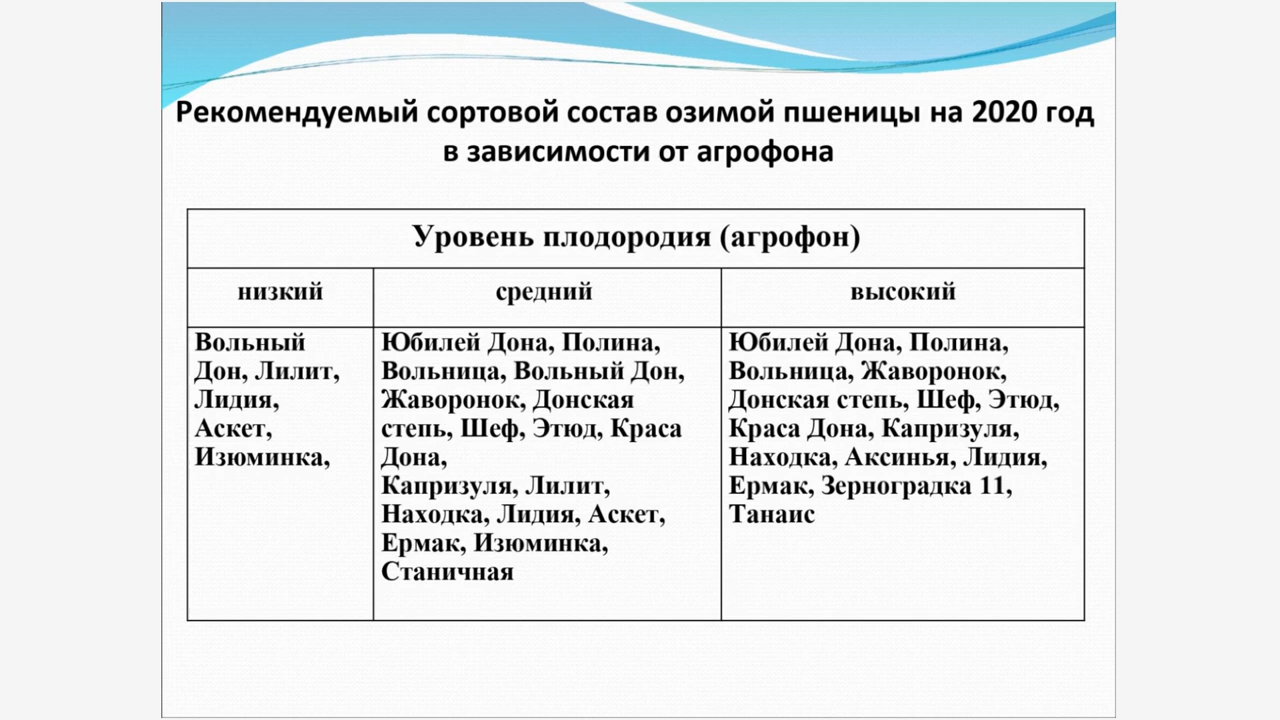 Рекомендуемый сортовой состав озимой пшеницы на 2020 год
в зависимости от агрофона
Уровень плодородия (агрофон)
низкий
средний
высокий
Вольный
Дон, Лилит,
Лидия,
Аскет,
Изюминка,
Юбилей Дона, Полина,
Вольница, Вольный Дон,
Жаворонок, Донская
степь, Шеф, Этюд, Краса
Дона,
Капризуля, Лилит,
Находка, Лидия, Аскет,
Ермак, Изюминка,
Станичная
Юбилей Дона, Полина,
Вольница, Жаворонок,
Донская степь, Шеф, Этюд,
Краса Дона, Капризуля,
Находка, Аксинья, Лидия,
Ермак, Зерноградка 11,
Танаис